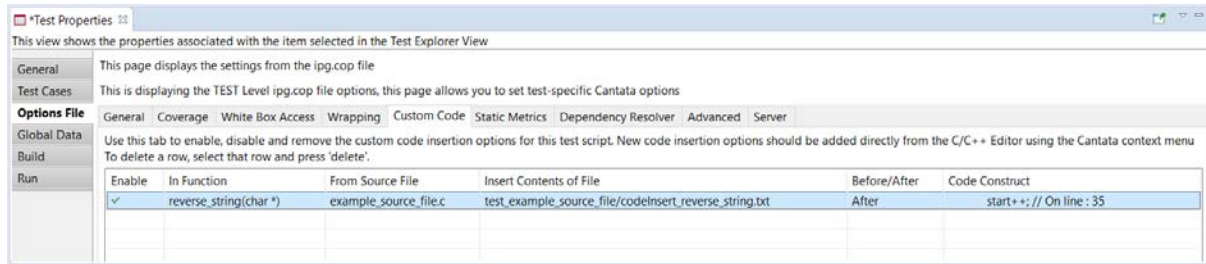 *Test Properties
This view shows the properties associated with the item selected in the Test Explorer View
General
This page displays the settings from the ipg.cop file
Test Cases
This is displaying the TEST Level ipg.cop file options, this page allows you to set test-specific Cantata options
Options File
General Coverage White Box Access Wrapping Custom Code Static Metrics Dependency Resolver Advanced Server
Global Data
Use this tab to enable, disable and remove the custom code insertion options for this test script. New code insertion options should be added directly from the C/C++ Editor using the Cantata context menu
Build
To delete a row, select that row and press 'delete'.
Run
Enable In Function From Source File Insert Contents of File Before/After Code Construct
reverse_string(char *) example_source_file.c test_example_source_file/codeInsert_reverse_string.txt After start++; // On line : 35